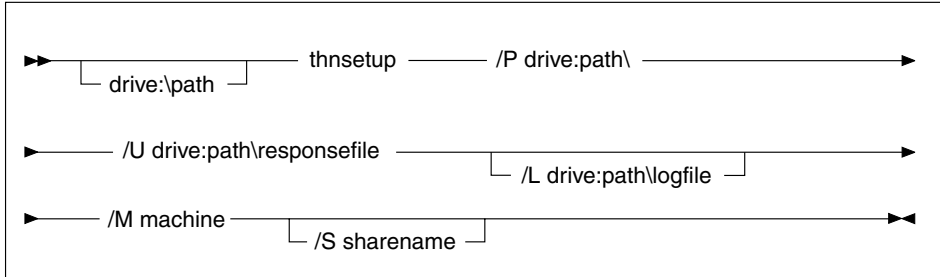 thnsetup /P drive:path\
drive:\path
/U drive:path\responsefile
/L drive:path\logfile
/M machine
/S sharename